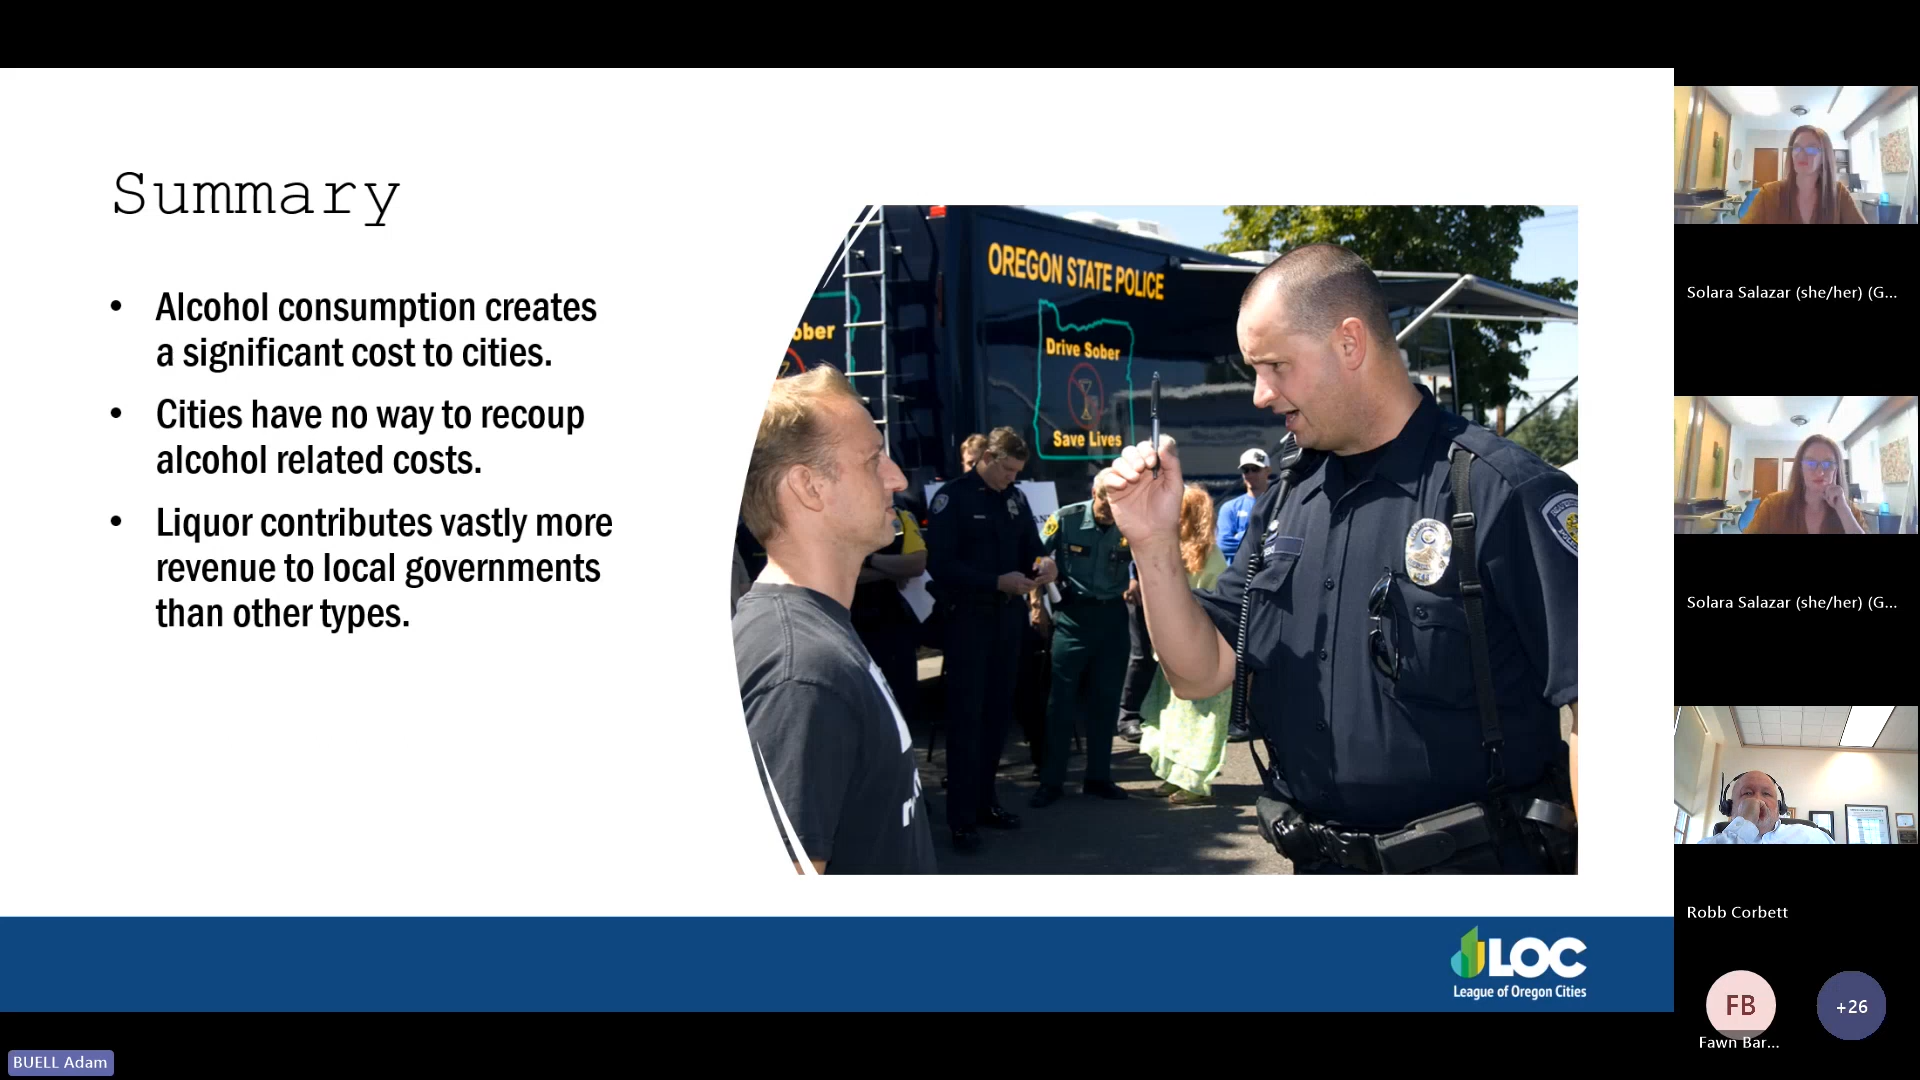 Summary
• Alcohol consumption creates
a significant cost to cities.
• Cities have no way to recoup
alcohol related costs.
• Liquor contributes vastly more
revenue to local governments
than other types.
OREGON STATE POLICE
Drive Sober
Save Lives
ober
LOC
League of Oregon Cities
Solara Salazar (she/her) (G...
Solara Salazar (she/her) (G...
Robb Corbett
FB
+26
Fawn Bar...
BUELL Adam